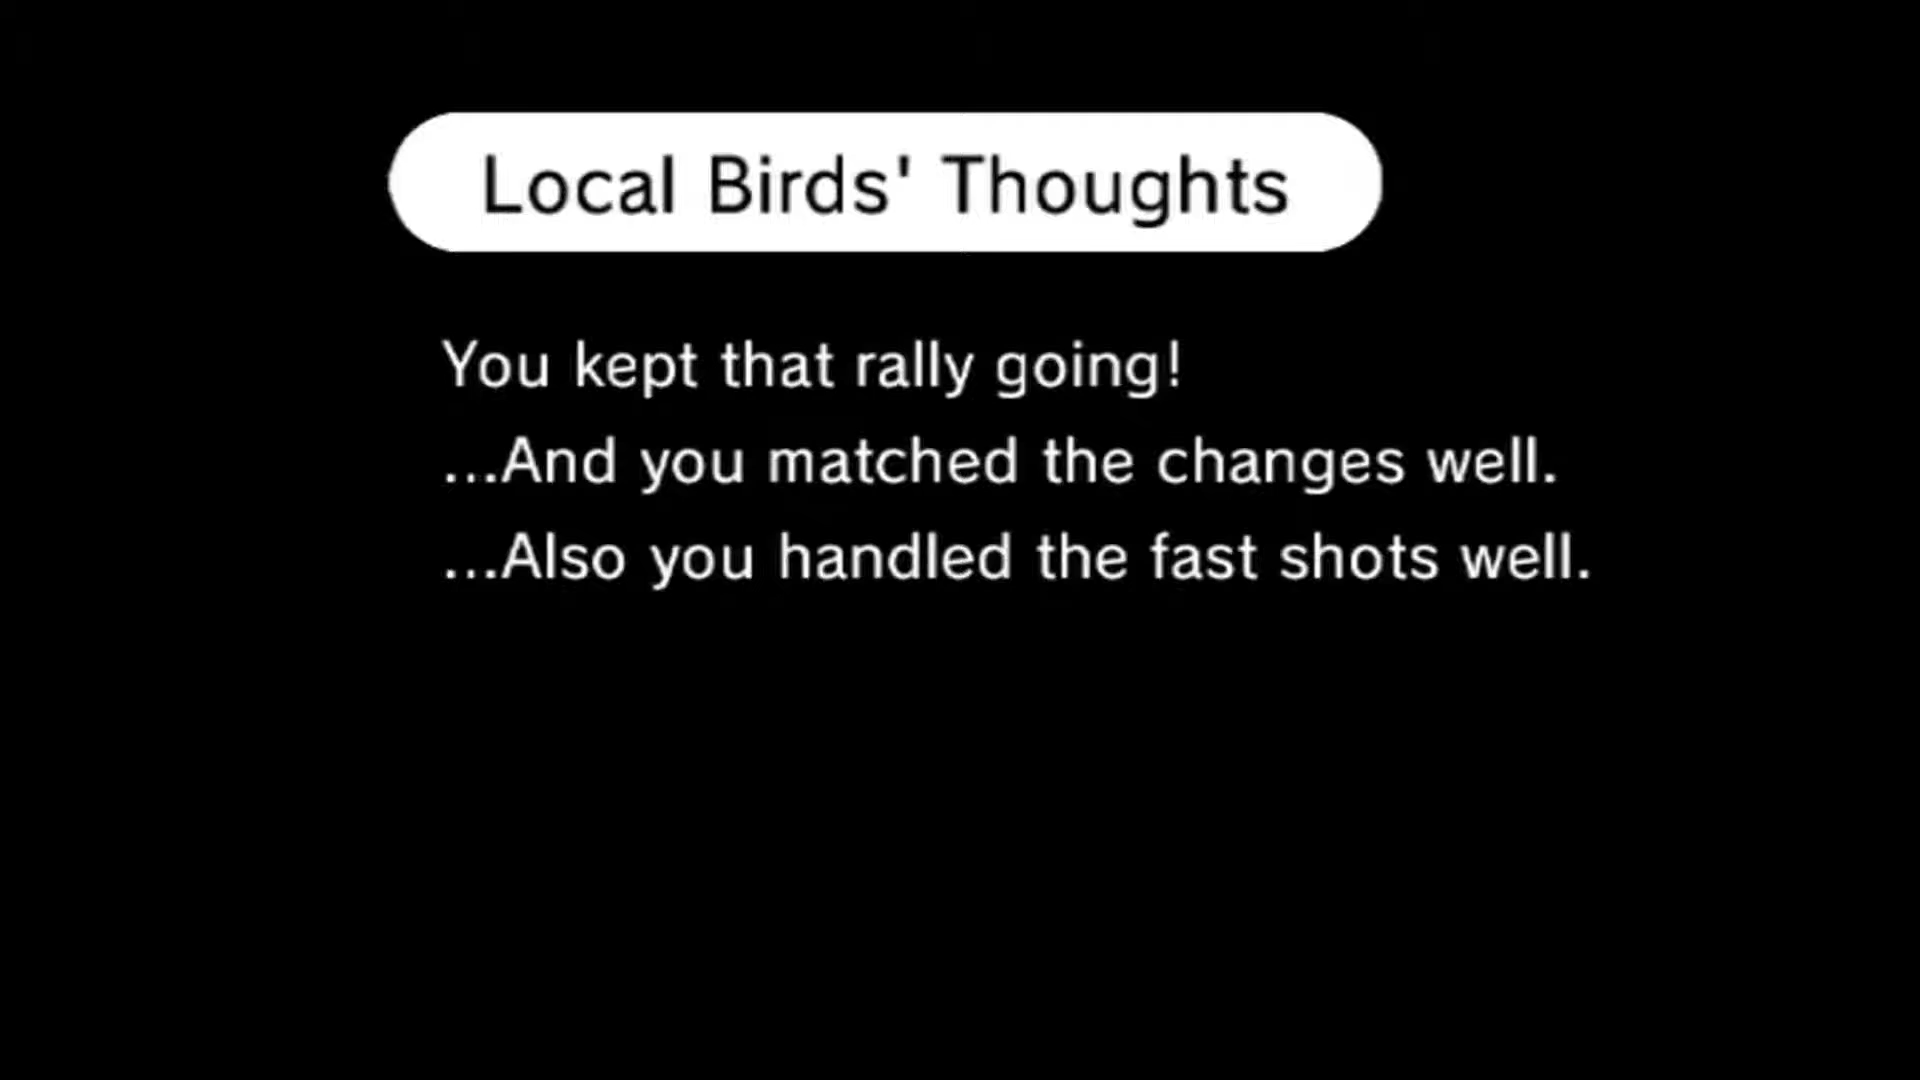 Local Birds' Thoughts
You kept that rally going!
...And you matched the changes well.
...Also you handled the fast shots well.